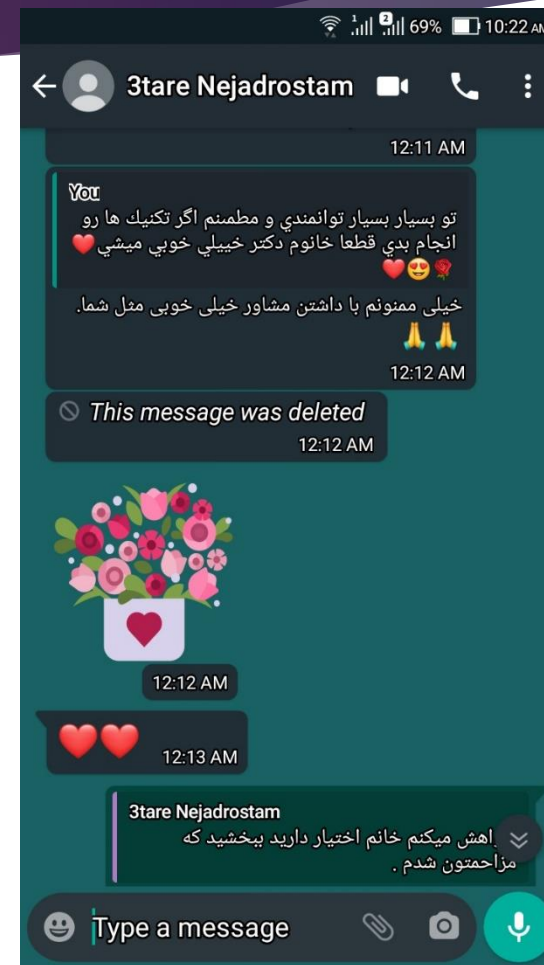 69% 10:22 AM
3tare Nejadrostam
12:11 AM
You
تو بسيار بسيار توانمندي و مطمىنم اگر تكنيك ها رو
انجام بدي قطعا خانوم دكتر خييلي خوبي ميشي❤️
🌹😍❤️
خیلی ممنونم با داشتن مشاور خیلی خوبی مثل شما.
🙏🙏
12:12 AM
This message was deleted
12:12 AM
12:12 AM
❤️❤️
12:13 AM
3tare Nejadrostam
میکنم خانم اختیار دارید ببخشید که
مزاحمتون شدم .
Type a message